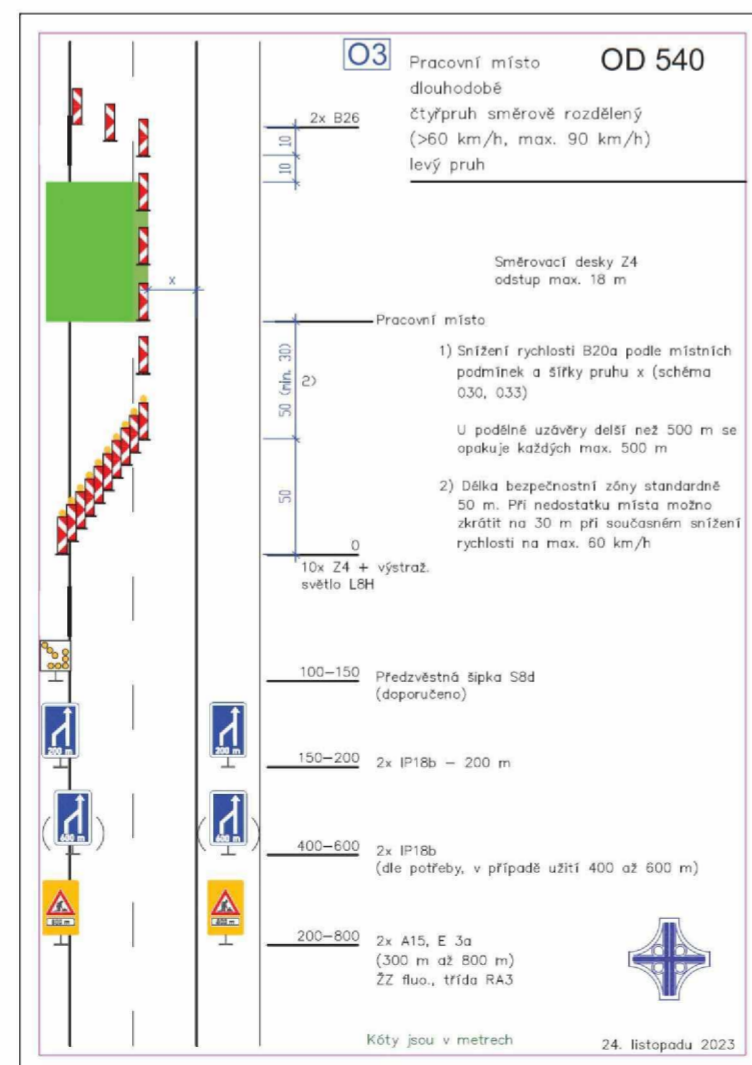 O3
Pracovní místo
dlouhodobě
čtyřpruh směrově rozdělený
(>60 km/h, max. 90 km/h)
levý pruh
OD 540
2x B26
10
10
Směrovací desky Z4
odstup max. 18 m
x
Pracovní místo
50 (min. 30)
2)
1) Snížení rychlosti B20a podle místních
podmínek a šířky pruhu x (schéma
030, 033)
U podélné uzávěry delší než 500 m se
opakuje každých max. 500 m
2) Délka bezpečnostní zóny standardně
50 m. Při nedostatku místa možno
zkrátit na 30 m při současném snížení
rychlosti na max. 60 km/h
50
0
10x Z4 + výstraž.
světlo L8H
100–150
Předzvěstná šipka S8d
(doporučeno)
200 m
200 m
150–200
2x IP18b – 200 m
(600 m)
(600 m)
400–600
2x IP18b
(dle potřeby, v případě užití 400 až 600 m)
800 m
800 m
200–800
2x A15, E 3a
(300 m až 800 m)
ŽZ fluo., třída RA3
Kóty jsou v metrech
24. listopadu 2023